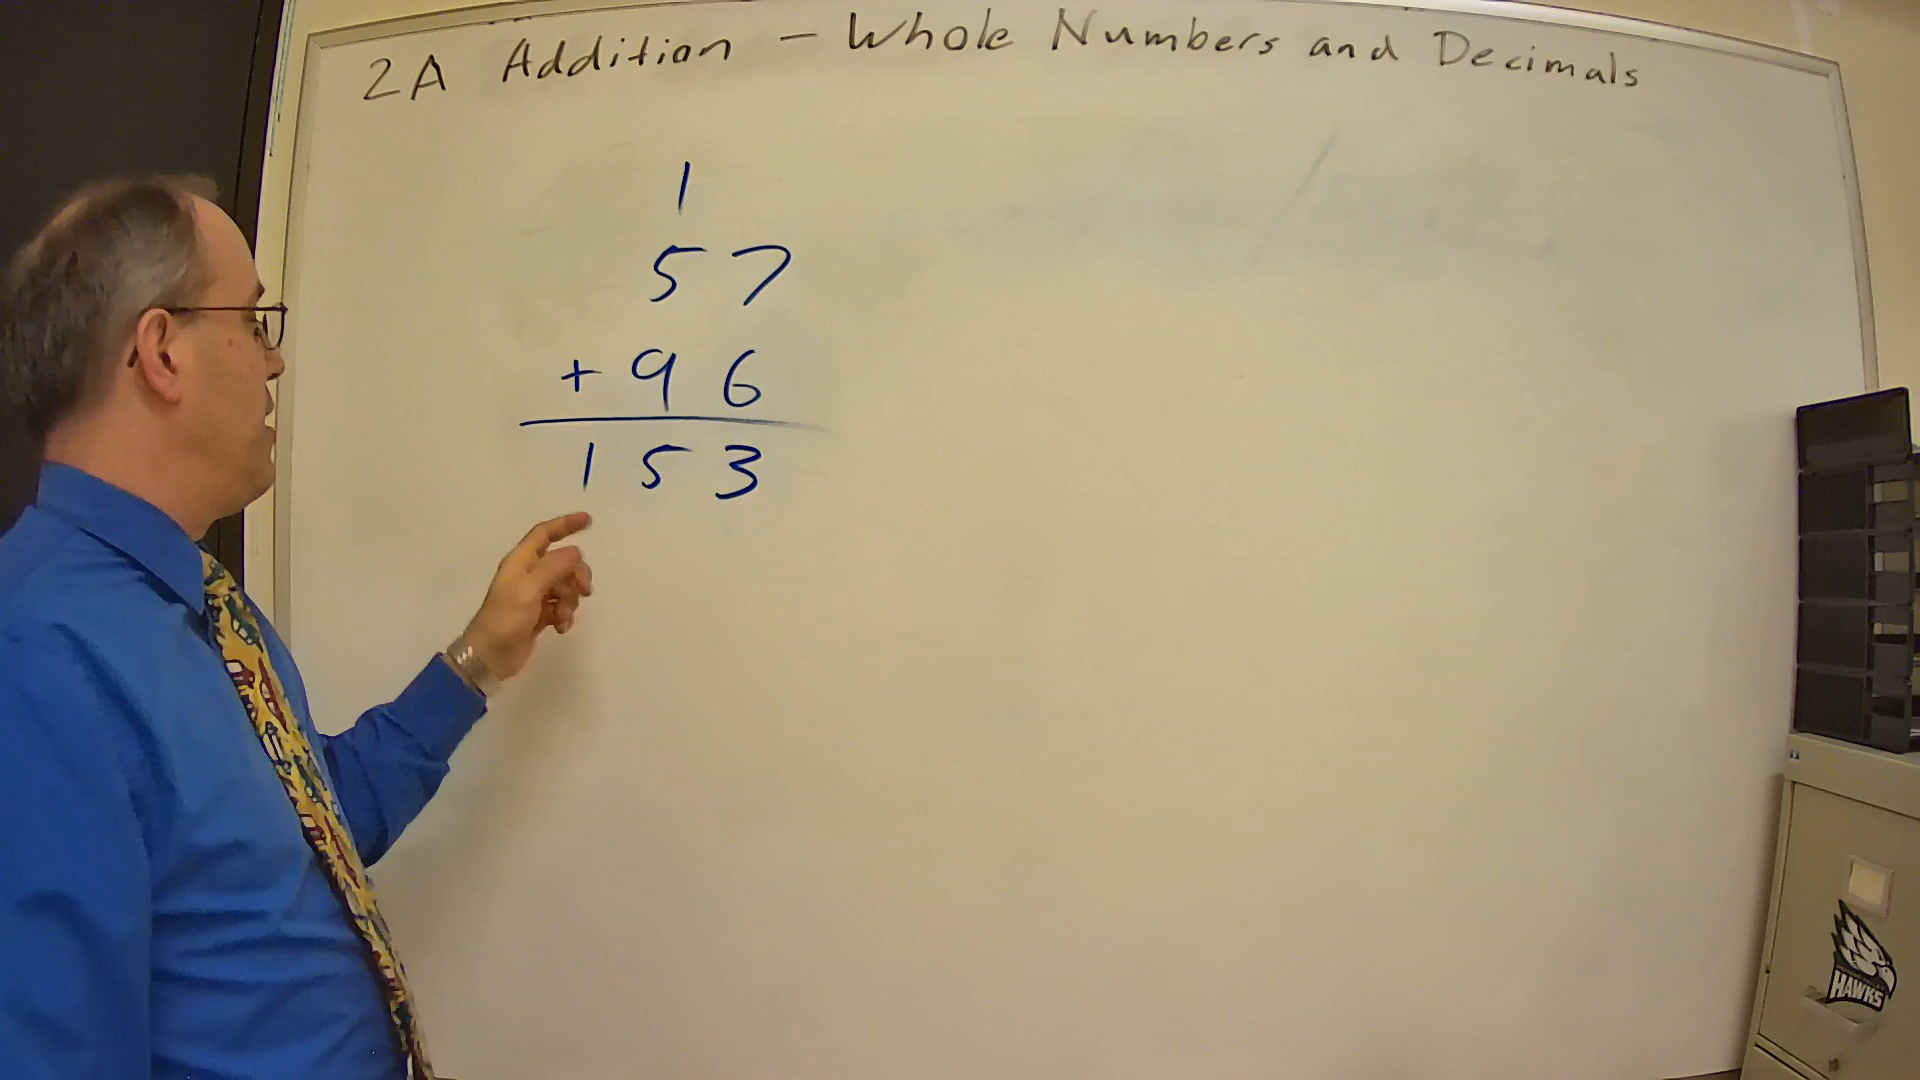 2A Addition - Whole Numbers and Decimals
1
57
+ 96
153
HAWKS